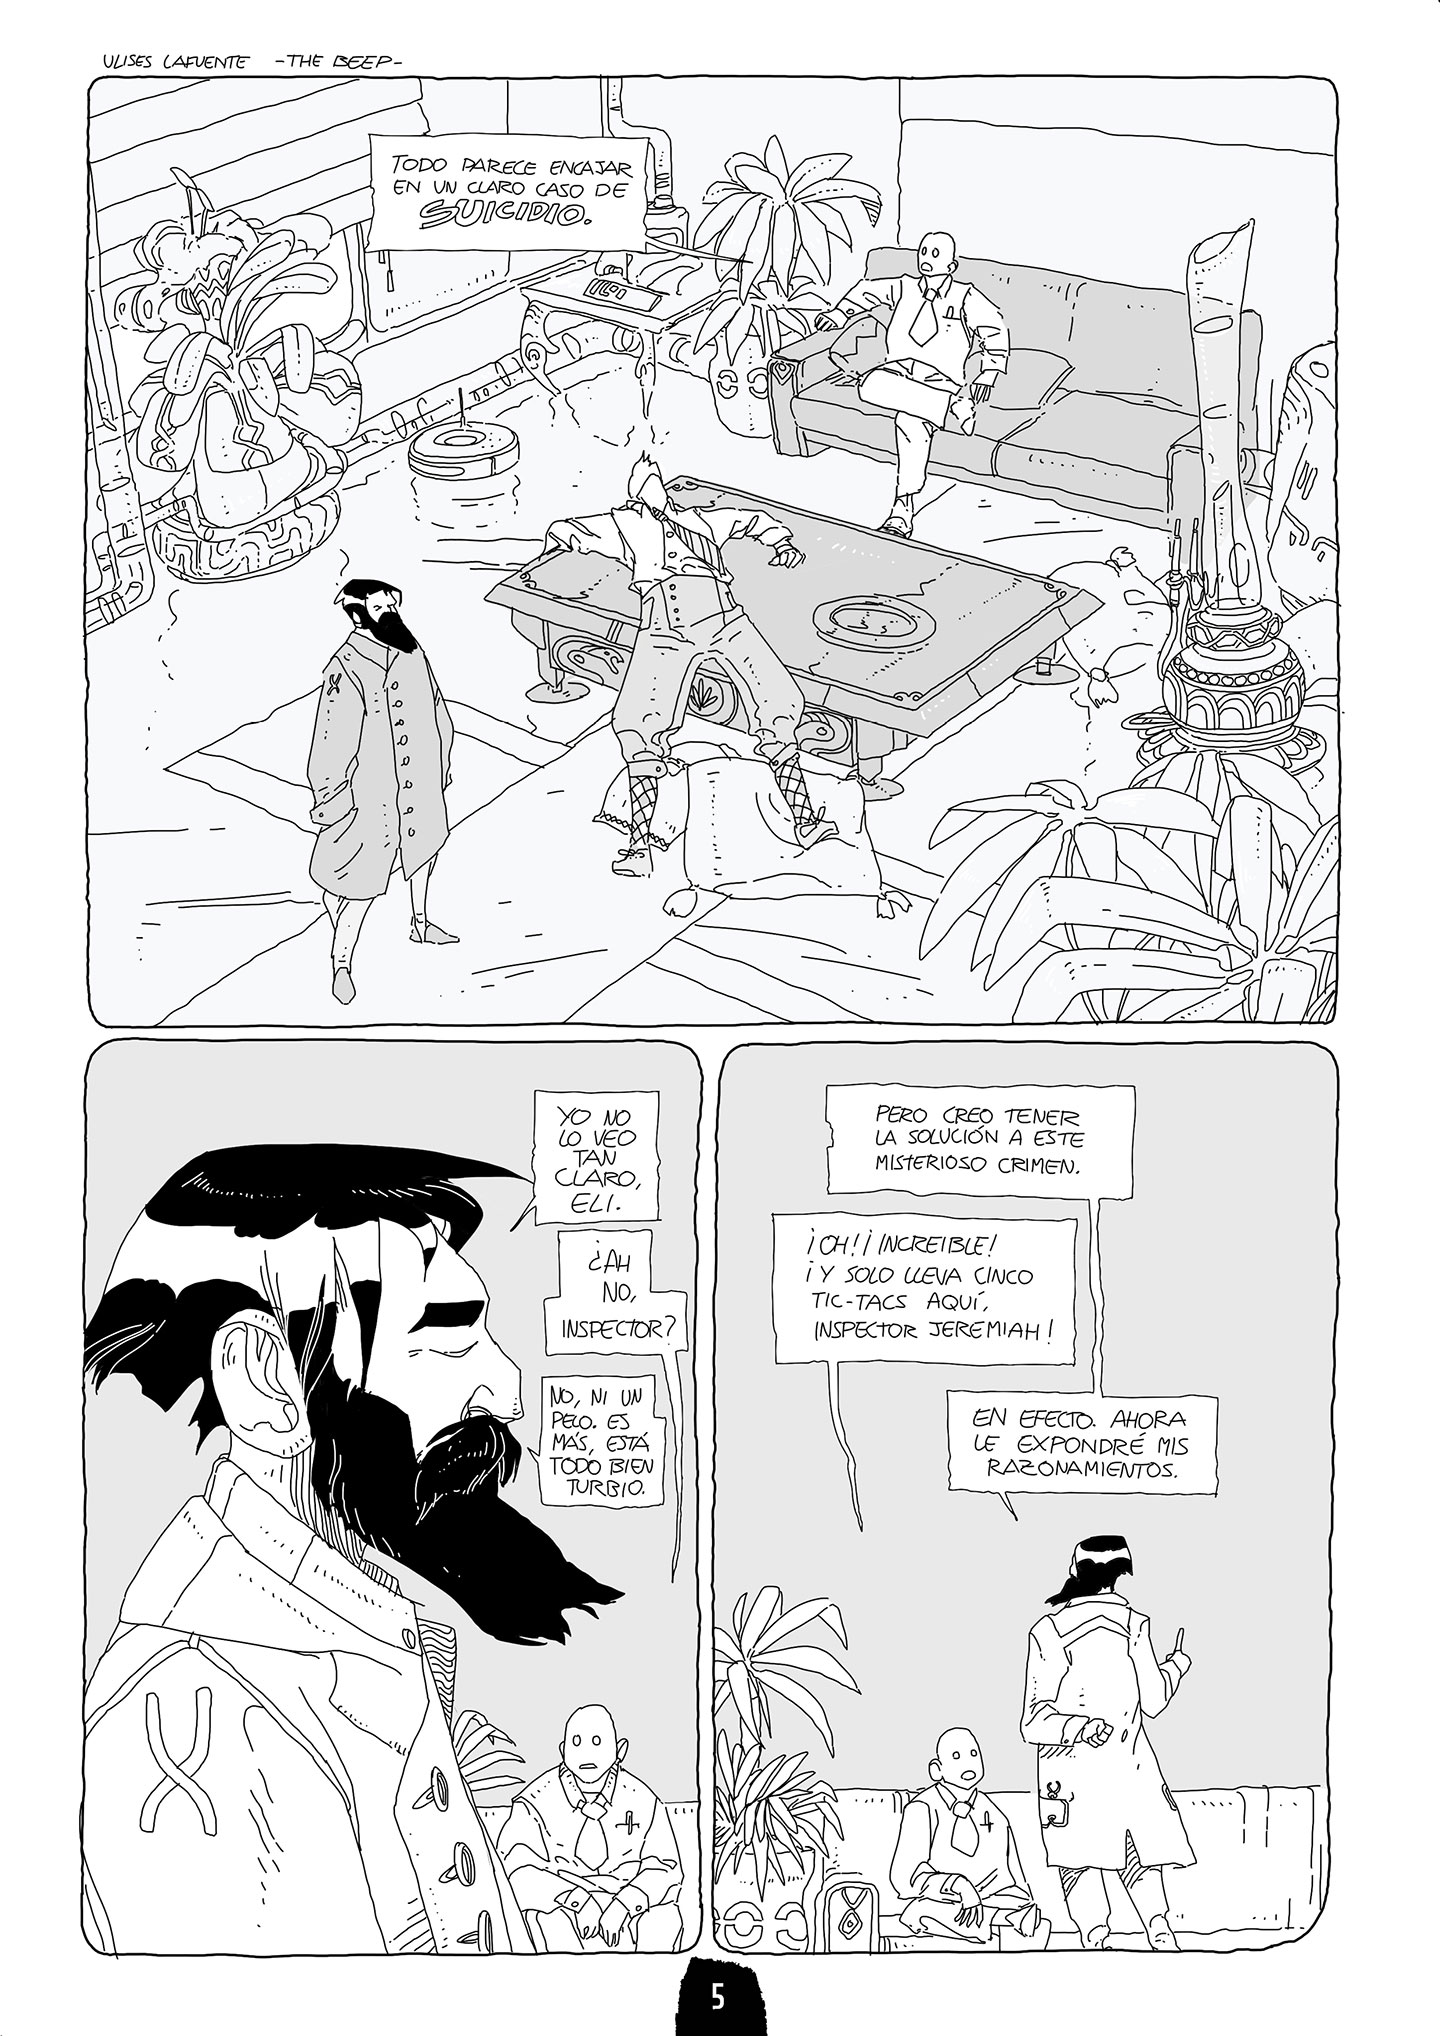 ULISES LAFUENTE -THE BEEP-
TODO PARECE ENCAJAR
EN UN CLARO CASO DE
SUICIDIO.
YO NO
LO VEO
TAN
CLARO,
ELI.
¿AH
NO,
INSPECTOR?
NO, NI UN
PELO. ES
MÁS, ESTÁ
TODO BIEN
TURBIO.
PERO CREO TENER
LA SOLUCIÓN A ESTE
MISTERIOSO CRIMEN.
¡OH! ¡INCREIBLE!
¡Y SOLO LLEVA CINCO
TIC-TACS AQUÍ,
INSPECTOR JEREMIAH!
EN EFECTO. AHORA
LE EXPONDRÉ MIS
RAZONAMIENTOS.
5